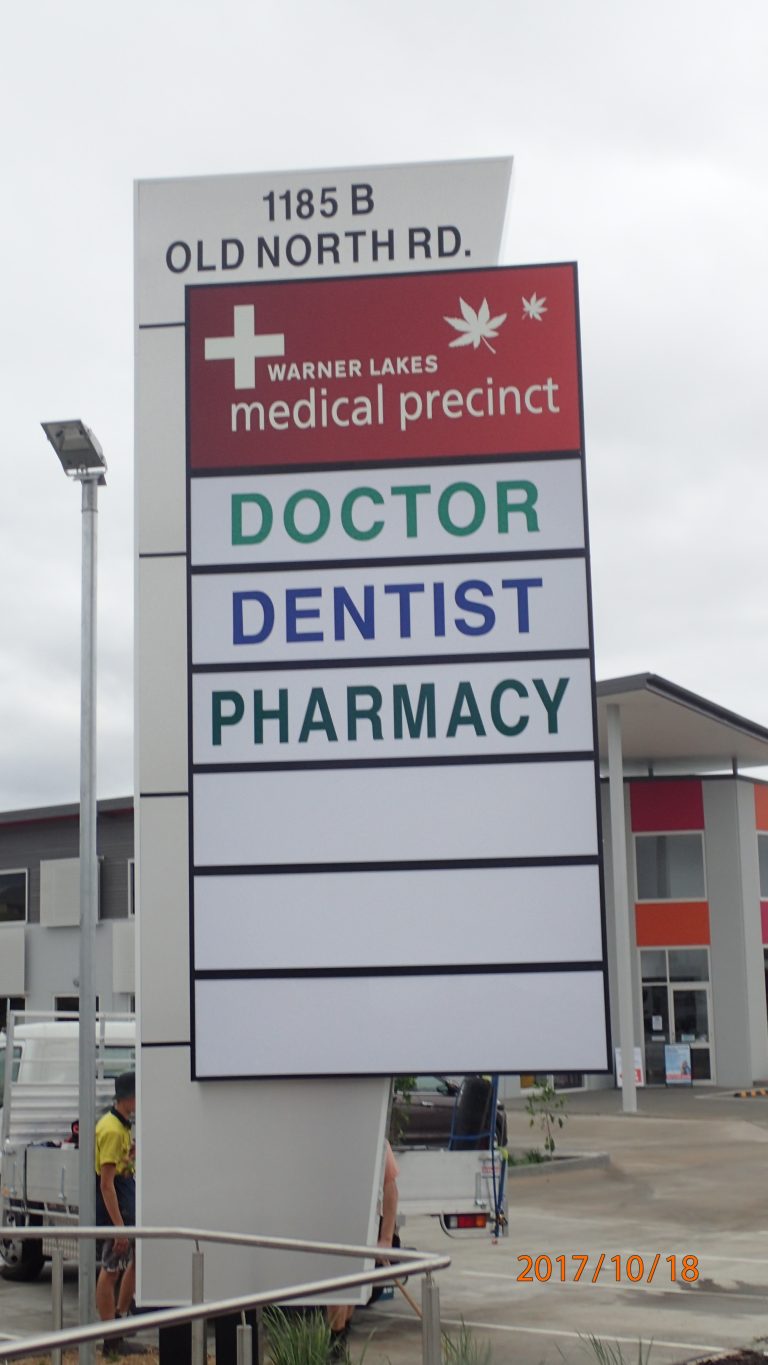 1185 B
OLD NORTH RD.
WARNER LAKES
medical precinct
DOCTOR
DENTIST
PHARMACY
2017/10/18